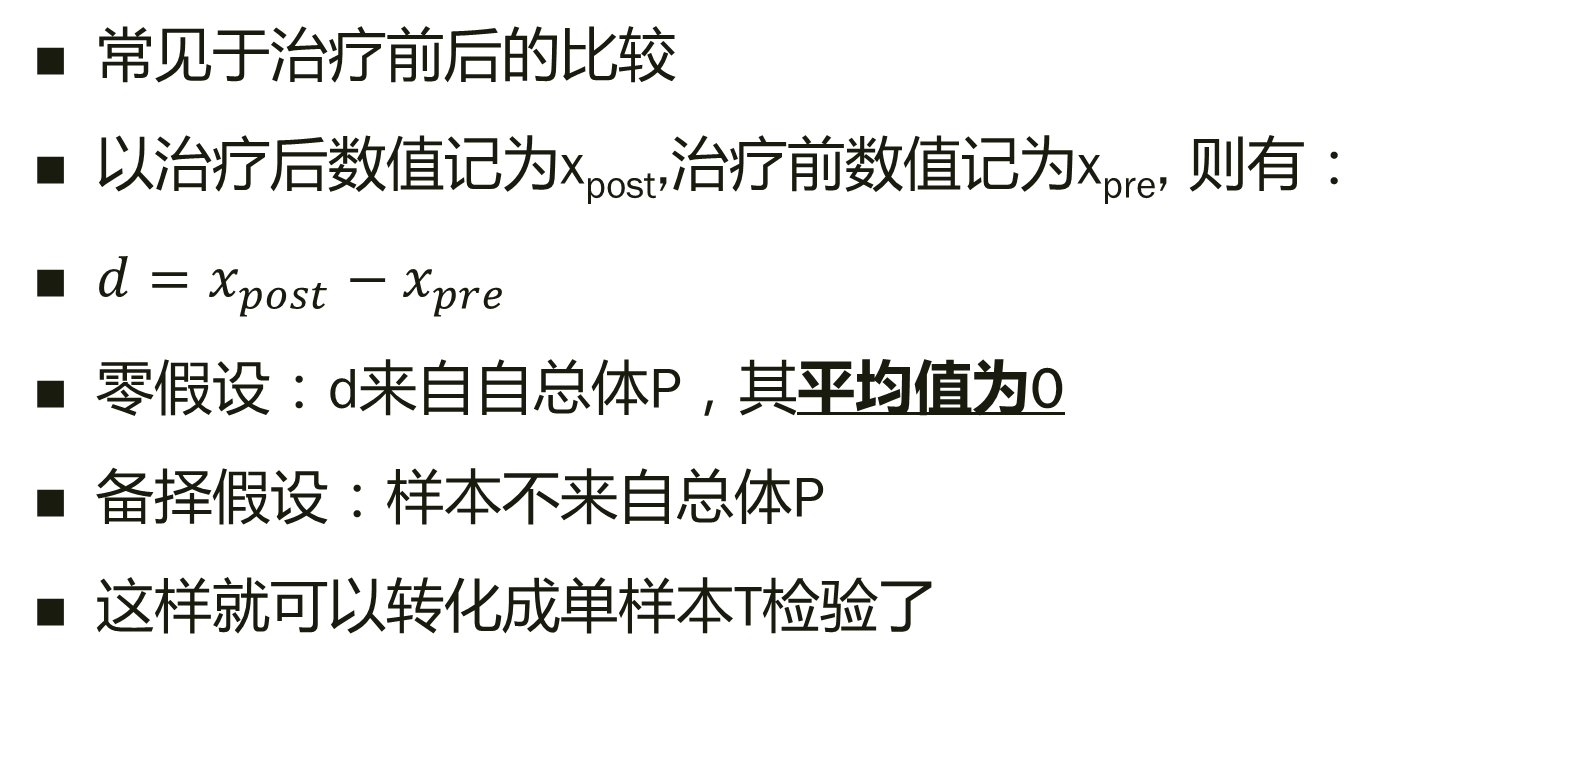 ■ 常见于治疗前后的比较
■ 以治疗后数值记为x_post,治疗前数值记为x_pre, 则有：
■ d = x_post − x_pre
■ 零假设：d来自自总体P，其平均值为0
■ 备择假设：样本不来自总体P
■ 这样就可以转化成单样本T检验了